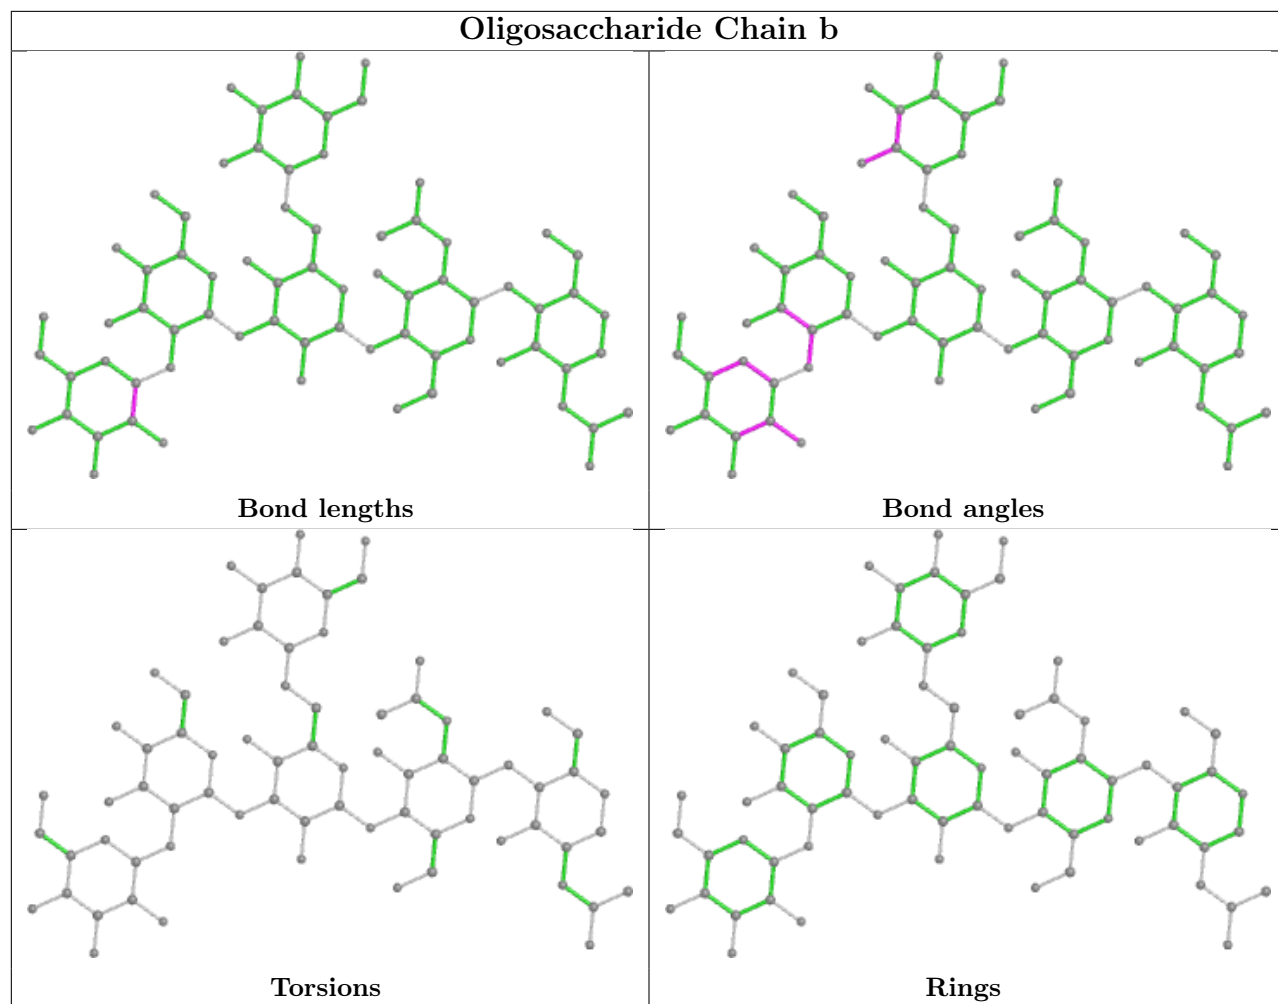 Oligosaccharide Chain b
Bond lengths
Bond angles
Torsions
Rings